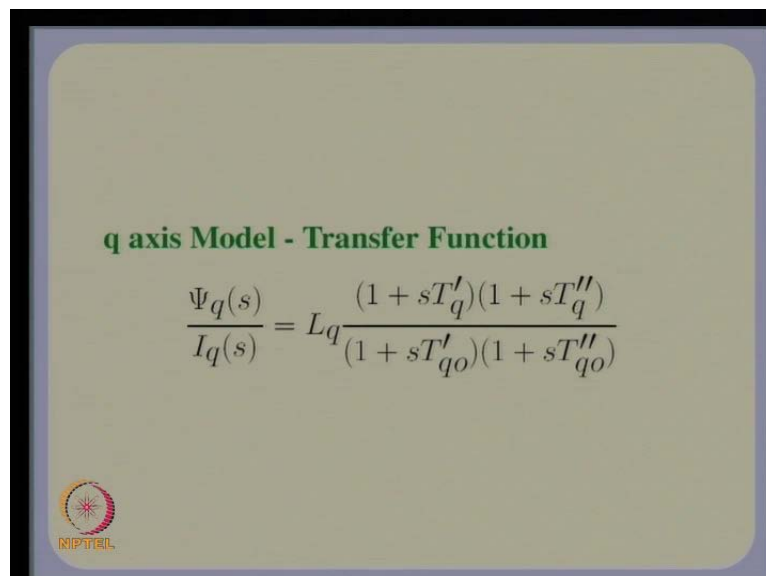 q axis Model - Transfer Function
Ψq(s) / Iq(s) = Lq (1 + sT′q)(1 + sT″q) / (1 + sT′qo)(1 + sT″qo)
NPTEL